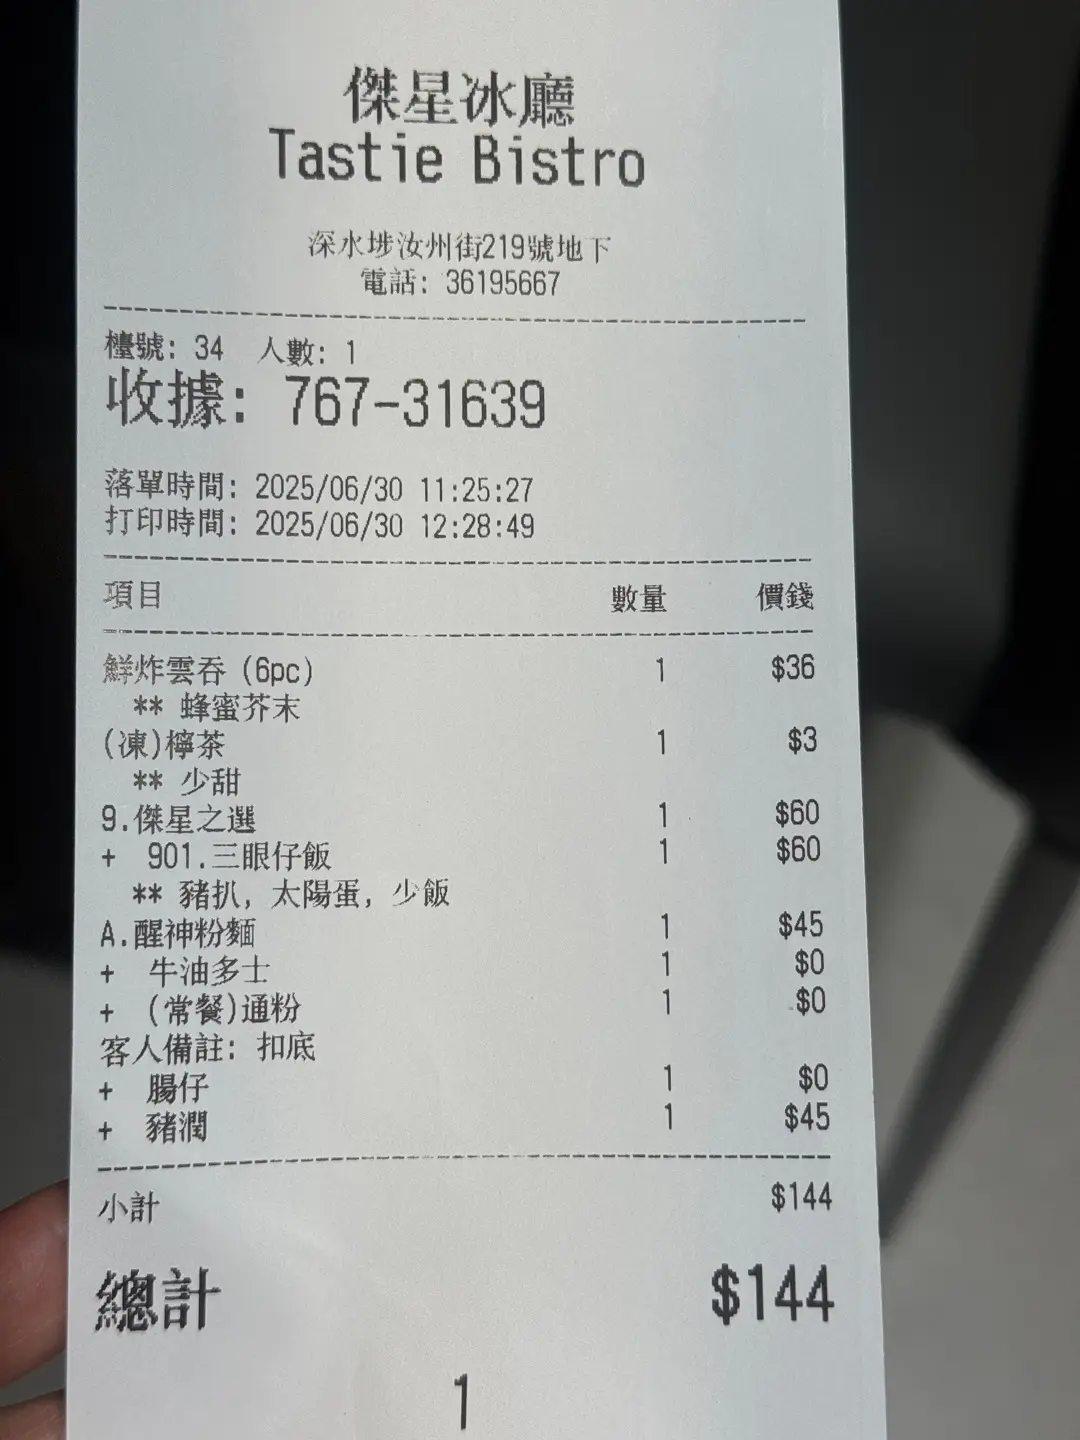 傑星冰廳
Tastie Bistro
深水埗汝州街219號地下
電話: 36195667
檯號: 34 人數: 1
收據: 767-31639
落單時間: 2025/06/30 11:25:27
打印時間: 2025/06/30 12:28:49
項目 數量 價錢
鮮炸雲吞 (6pc) 1 $36
** 蜂蜜芥末
(凍)檸茶 1 $3
** 少甜
9.傑星之選 1 $60
+ 901.三眼仔飯 1 $60
** 豬扒, 太陽蛋, 少飯
A.醒神粉麵 1 $45
+ 牛油多士 1 $0
+ (常餐)通粉 1 $0
客人備註: 扣底
+ 腸仔 1 $0
+ 豬潤 1 $45
小計 $144
總計 $144
1